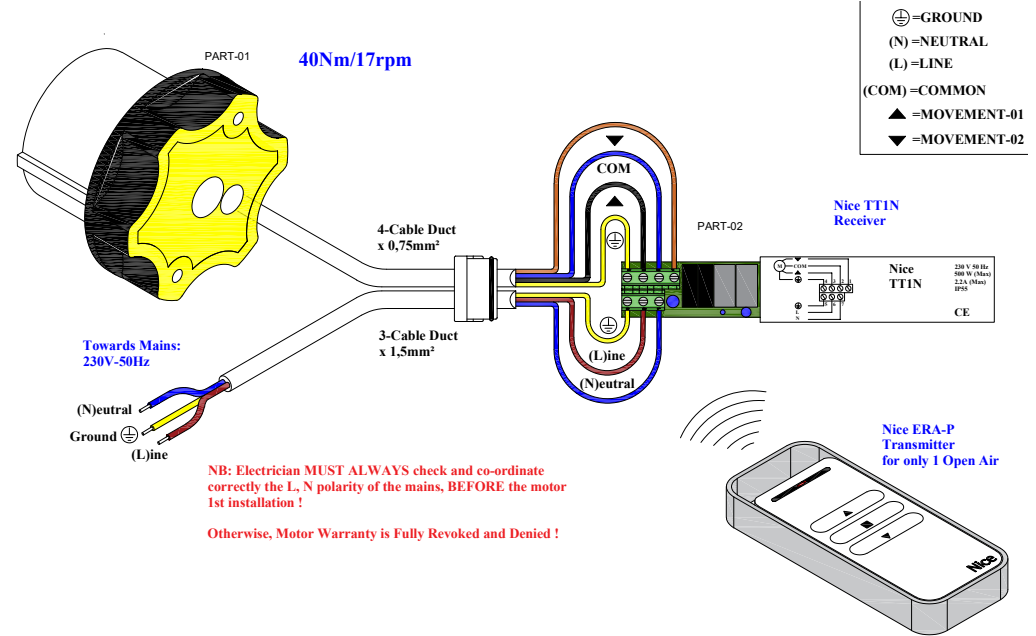 PART-01
40Nm/17rpm
⏚ =GROUND
(N) =NEUTRAL
(L) =LINE
(COM) =COMMON
▲ =MOVEMENT-01
▼ =MOVEMENT-02
▼
COM
▲
4-Cable Duct
x 0,75mm²
PART-02
Nice TT1N
Receiver
M
COM
L
N
Nice
TT1N
230 V 50 Hz
500 W (Max)
2.2A (Max)
IP55
CE
3-Cable Duct
x 1,5mm²
(L)ine
(N)eutral
Towards Mains:
230V-50Hz
(N)eutral
Ground
(L)ine
NB: Electrician MUST ALWAYS check and co-ordinate
correctly the L, N polarity of the mains, BEFORE the motor
1st installation !
Otherwise, Motor Warranty is Fully Revoked and Denied !
Nice ERA-P
Transmitter
for only 1 Open Air
Nice